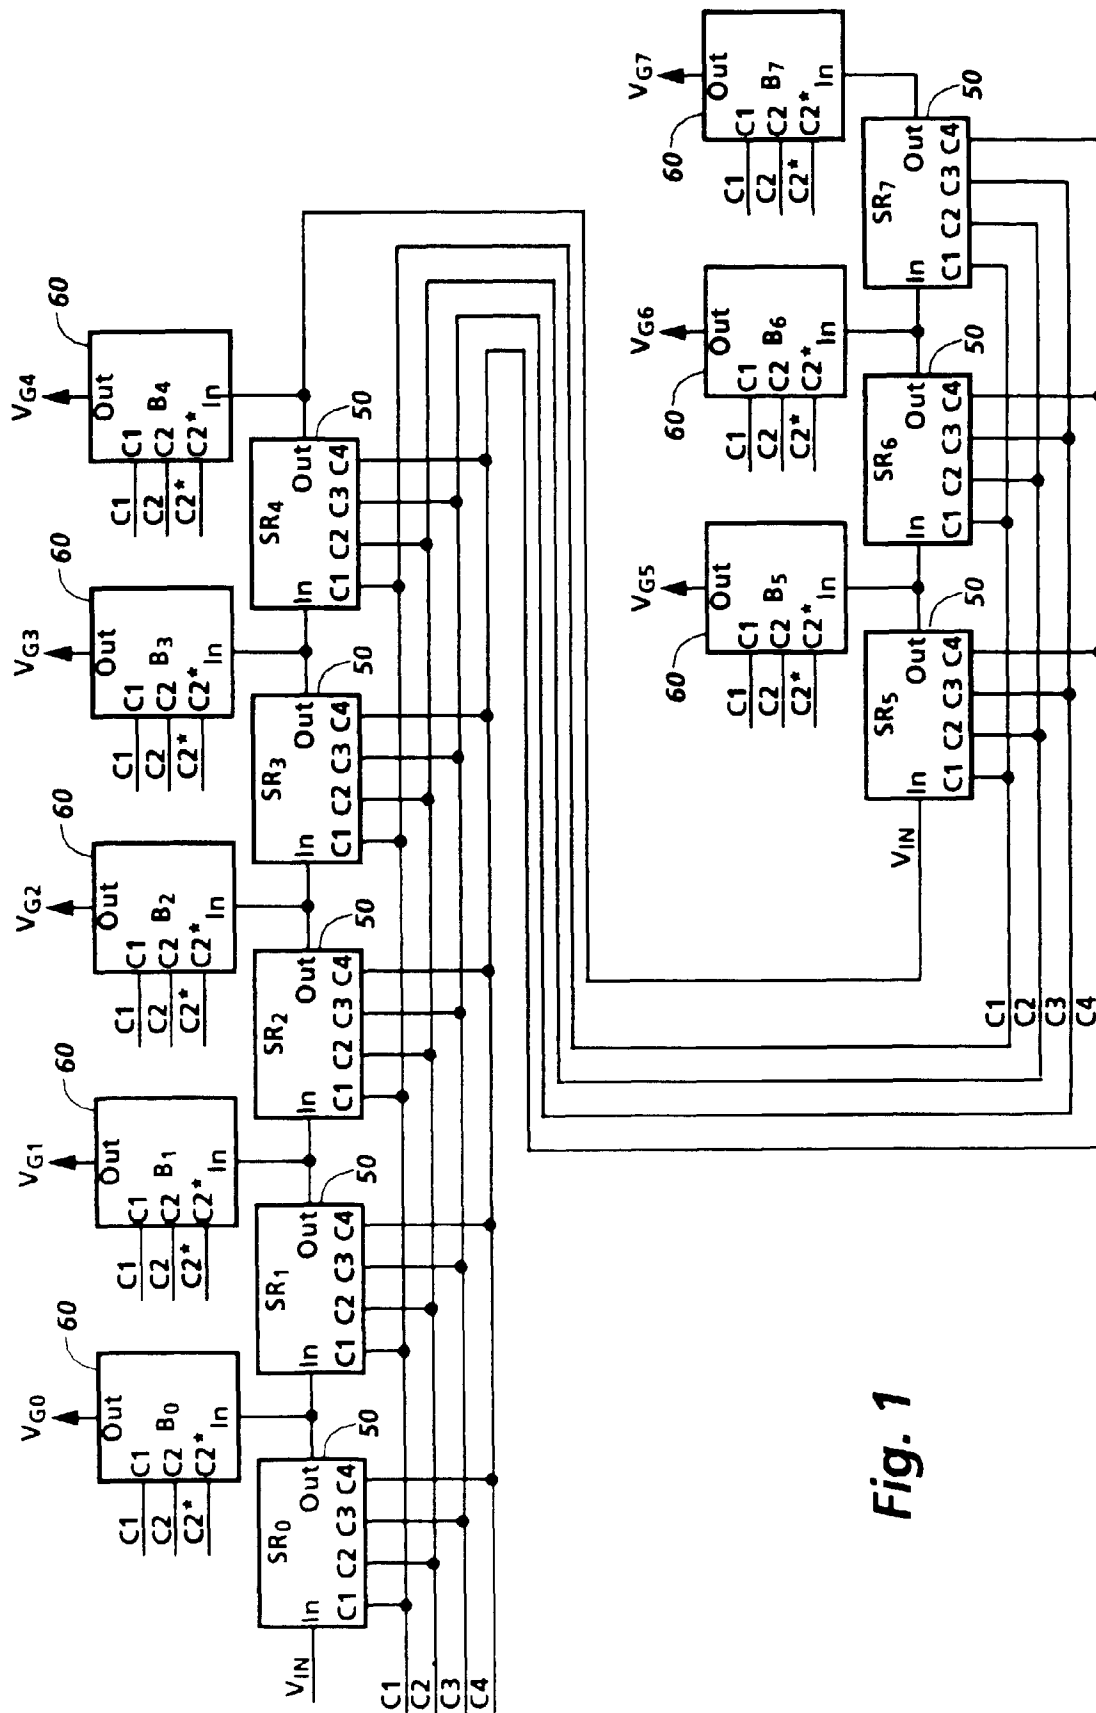 VG0 VG1 VG2 VG3 VG4
60 60 60 60 60
Out Out Out Out Out
C1 C1 C1 C1 C1 C1 C1 C1 C1 C1
C2 B0 C2 C2 B1 C2 C2 B2 C2 C2 B3 C2 C2 B4 C2
C2* C2* C2* C2* C2* C2* C2* C2* C2* C2*
In In In In In
50 50 50 50 50
VIN In SR0 Out In SR1 Out In SR2 Out In SR3 Out In SR4 Out
C1 C2 C3 C4 C1 C2 C3 C4 C1 C2 C3 C4 C1 C2 C3 C4 C1 C2 C3 C4
C1
C2
C3
C4
VG5 VG6 VG7
60 60 60
Out Out Out
C1 C1 C1 C1 C1 C1
C2 B5 C2 C2 B6 C2 C2 B7 C2
C2* C2* C2* C2* C2* C2*
In In In
50 50 50
VIN In SR5 Out In SR6 Out In SR7 Out
C1 C2 C3 C4 C1 C2 C3 C4 C1 C2 C3 C4
C1
C2
C3
C4
Fig. 1